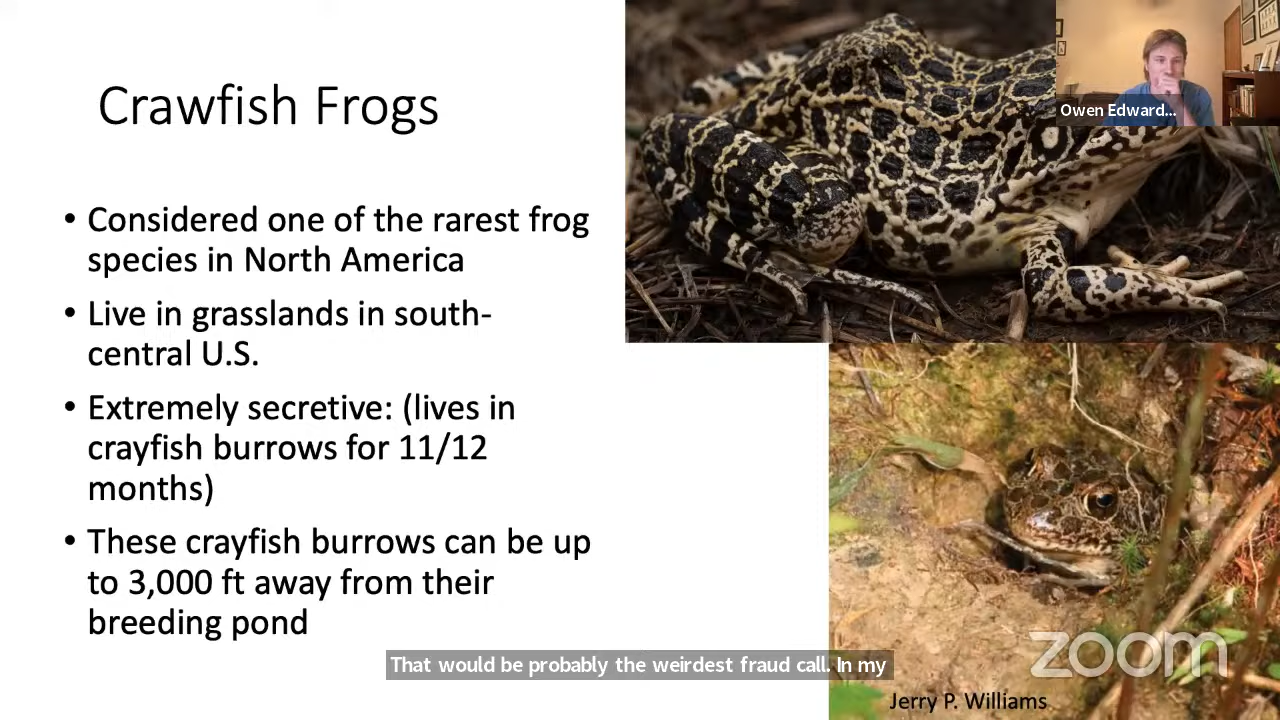 Crawfish Frogs
Owen Edward...
• Considered one of the rarest frog
species in North America
• Live in grasslands in south-
central U.S.
• Extremely secretive: (lives in
crayfish burrows for 11/12
months)
• These crayfish burrows can be up
to 3,000 ft away from their
breeding pond
zoom
That would be probably the weirdest fraud call. In my
Jerry P. Williams